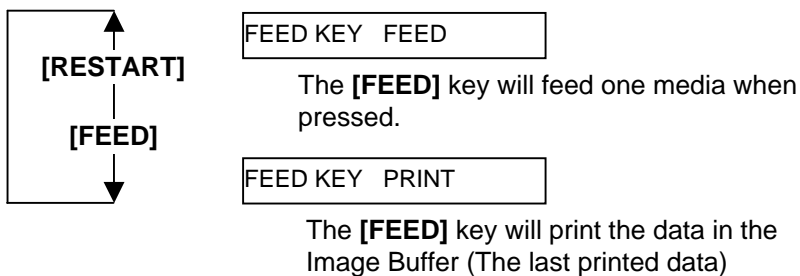 FEED KEY FEED
[RESTART]
The [FEED] key will feed one media when
pressed.
[FEED]
FEED KEY PRINT
The [FEED] key will print the data in the
Image Buffer (The last printed data)